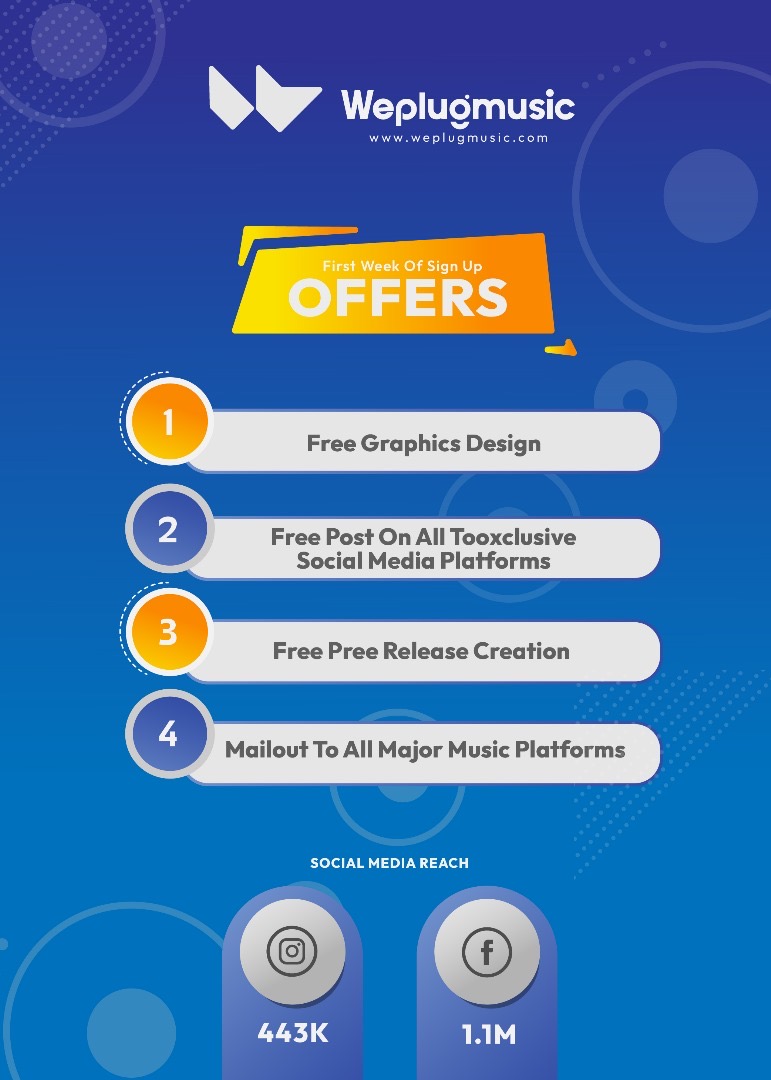 Weplugmusic
www.weplugmusic.com
First Week Of Sign Up
OFFERS
1
Free Graphics Design
2
Free Post On All Tooxclusive
Social Media Platforms
3
Free Pree Release Creation
4
Mailout To All Major Music Platforms
SOCIAL MEDIA REACH
443K
1.1M